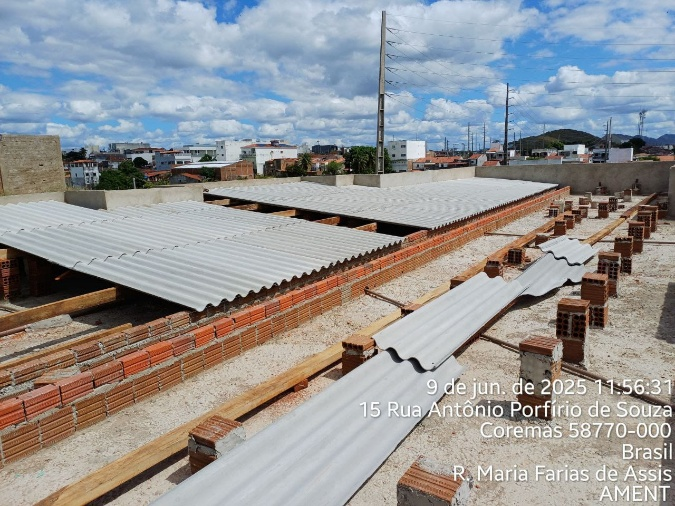 9 de jun. de 2025 11:56:31
15 Rua Antônio Porfírio de Souza
Coremas 58770-000
Brasil
R. Maria Farias de Assis
AMENT